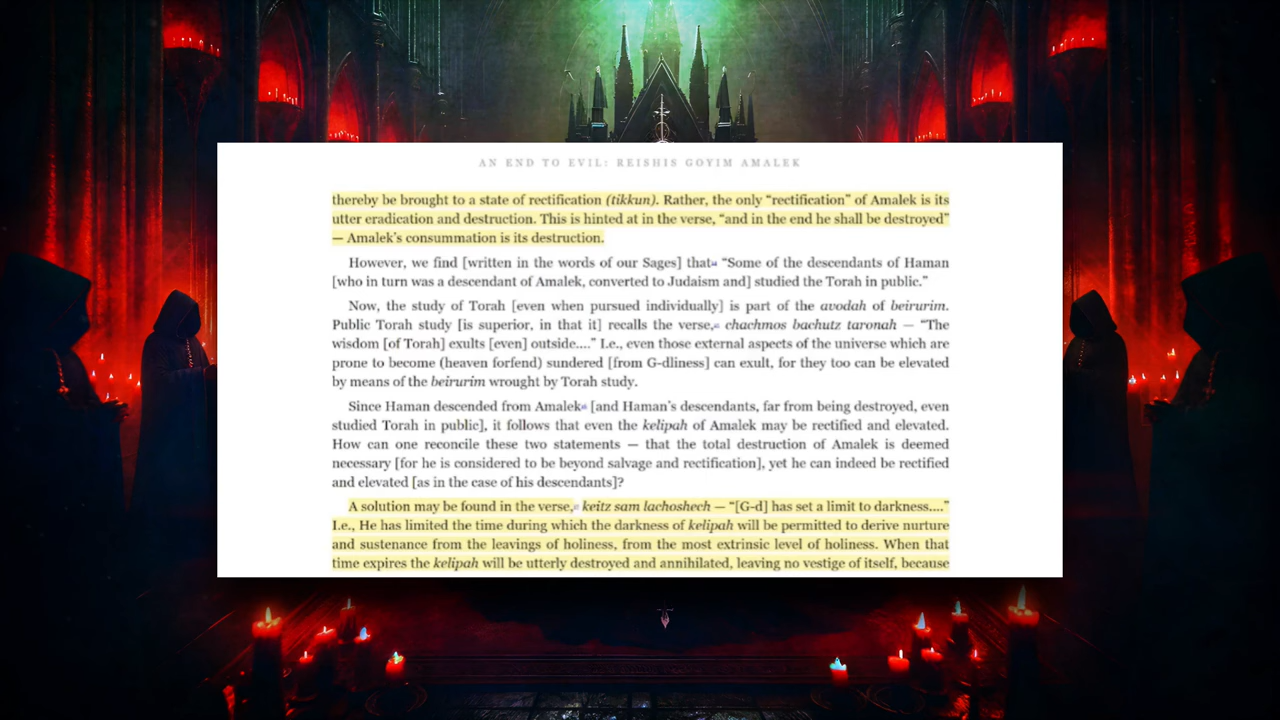 AN END TO EVIL: REISHIS GOYIM AMALEK
thereby be brought to a state of rectification (tikkun). Rather, the only “rectification” of Amalek is its
utter eradication and destruction. This is hinted at in the verse, “and in the end he shall be destroyed”
— Amalek’s consummation is its destruction.
However, we find [written in the words of our Sages] that “Some of the descendants of Haman
[who in turn was a descendant of Amalek, converted to Judaism and] studied the Torah in public.”
Now, the study of Torah [even when pursued individually] is part of the avodah of beirurim.
Public Torah study [is superior, in that it] recalls the verse, chachmos bachutz taronah — “The
wisdom [of Torah] exults [even] outside....” I.e., even those external aspects of the universe which are
prone to become (heaven forfend) sundered [from G-dliness] can exult, for they too can be elevated
by means of the beirurim wrought by Torah study.
Since Haman descended from Amalek [and Haman’s descendants, far from being destroyed, even
studied Torah in public], it follows that even the kelipah of Amalek may be rectified and elevated.
How can one reconcile these two statements — that the total destruction of Amalek is deemed
necessary [for he is considered to be beyond salvage and rectification], yet he can indeed be rectified
and elevated [as in the case of his descendants]?
A solution may be found in the verse, keitz sam lachoshech — “[G-d] has set a limit to darkness....”
I.e., He has limited the time during which the darkness of kelipah will be permitted to derive nurture
and sustenance from the leavings of holiness, from the most extrinsic level of holiness. When that
time expires the kelipah will be utterly destroyed and annihilated, leaving no vestige of itself, because